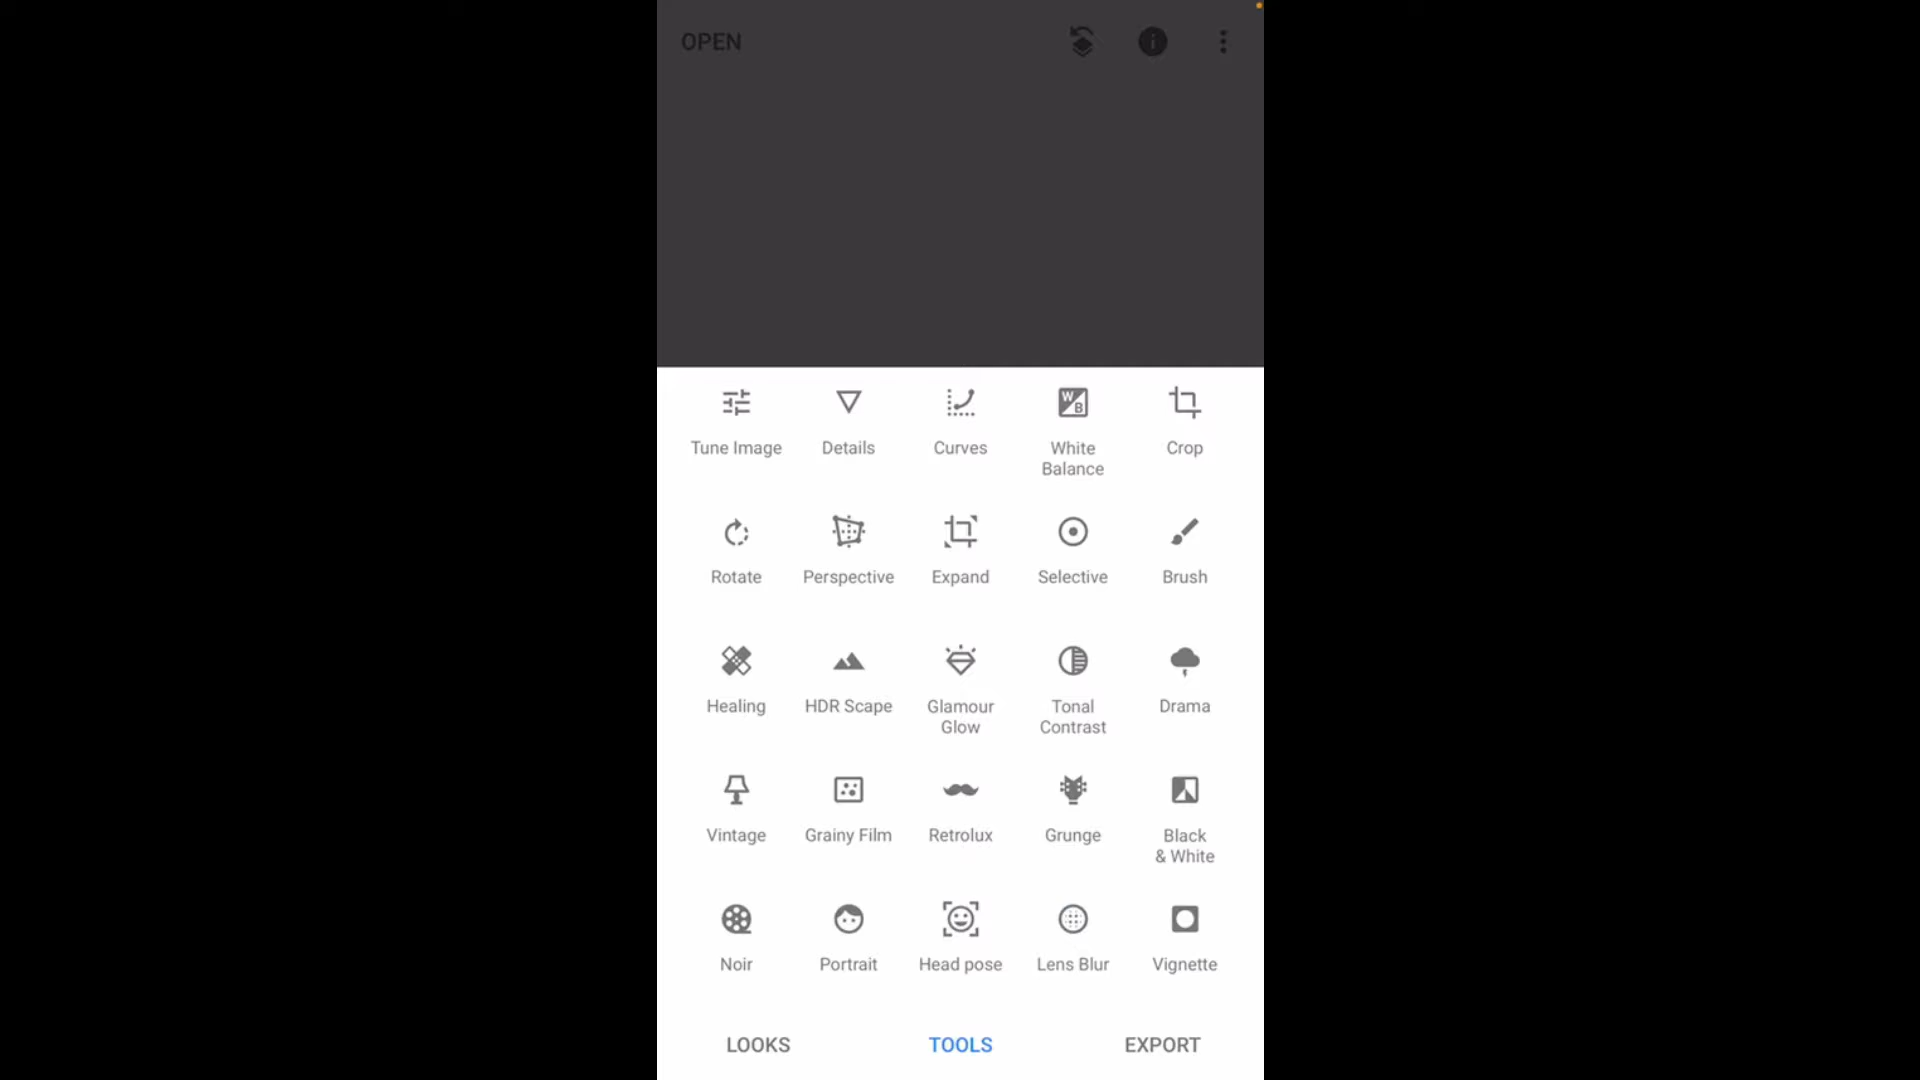 OPEN
Tune Image
Details
Curves
White
Balance
Crop
Rotate
Perspective
Expand
Selective
Brush
Healing
HDR Scape
Glamour
Glow
Tonal
Contrast
Drama
Vintage
Grainy Film
Retrolux
Grunge
Black
& White
Noir
Portrait
Head pose
Lens Blur
Vignette
LOOKS
TOOLS
EXPORT